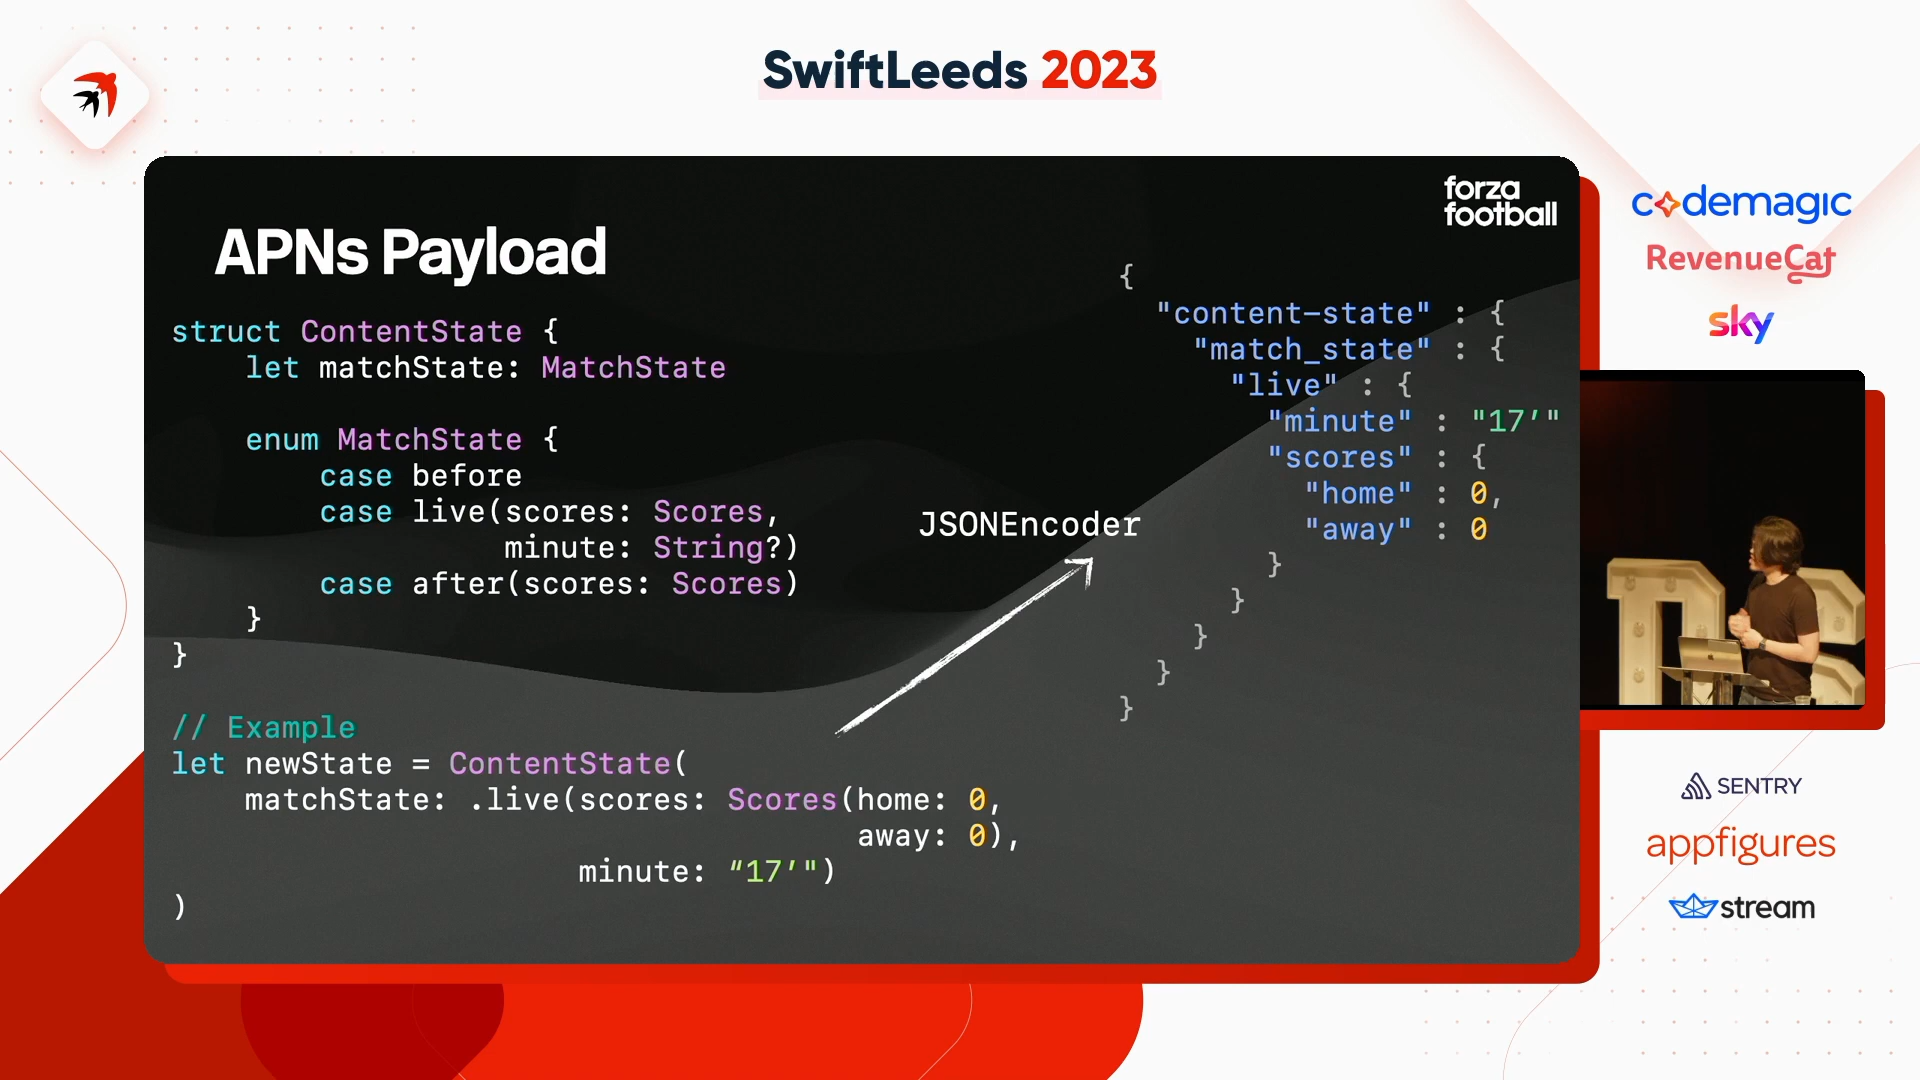 SwiftLeeds 2023
forza
football
APNs Payload
struct ContentState {
let matchState: MatchState
enum MatchState {
case before
case live(scores: Scores,
minute: String?)
case after(scores: Scores)
}
}
// Example
let newState = ContentState(
matchState: .live(scores: Scores(home: 0,
away: 0),
minute: “17’")
)
JSONEncoder
{
"content-state" : {
"match_state" : {
"live" : {
"minute" : "17’"
"scores" : {
"home" : 0,
"away" : 0
}
}
}
}
}
codemagic
RevenueCat
sky
SENTRY
appfigures
stream